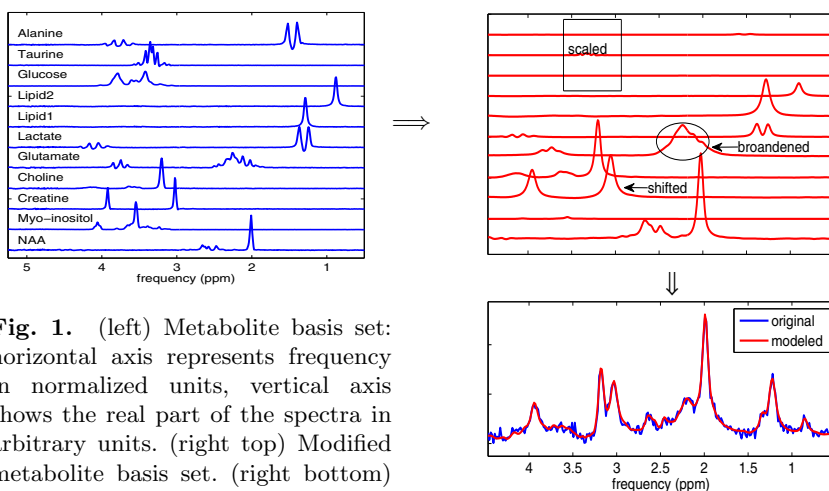 Alanine
Taurine
Glucose
Lipid2
Lipid1
Lactate
Glutamate
Choline
Creatine
Myo−inositol
NAA
5 4 3 2 1
frequency (ppm)
⇒
scaled
broandened
shifted
⇓
original
modeled
4 3.5 3 2.5 2 1.5 1
frequency (ppm)
Fig. 1. (left) Metabolite basis set:
horizontal axis represents frequency
in normalized units, vertical axis
shows the real part of the spectra in
arbitrary units. (right top) Modified
metabolite basis set. (right bottom)